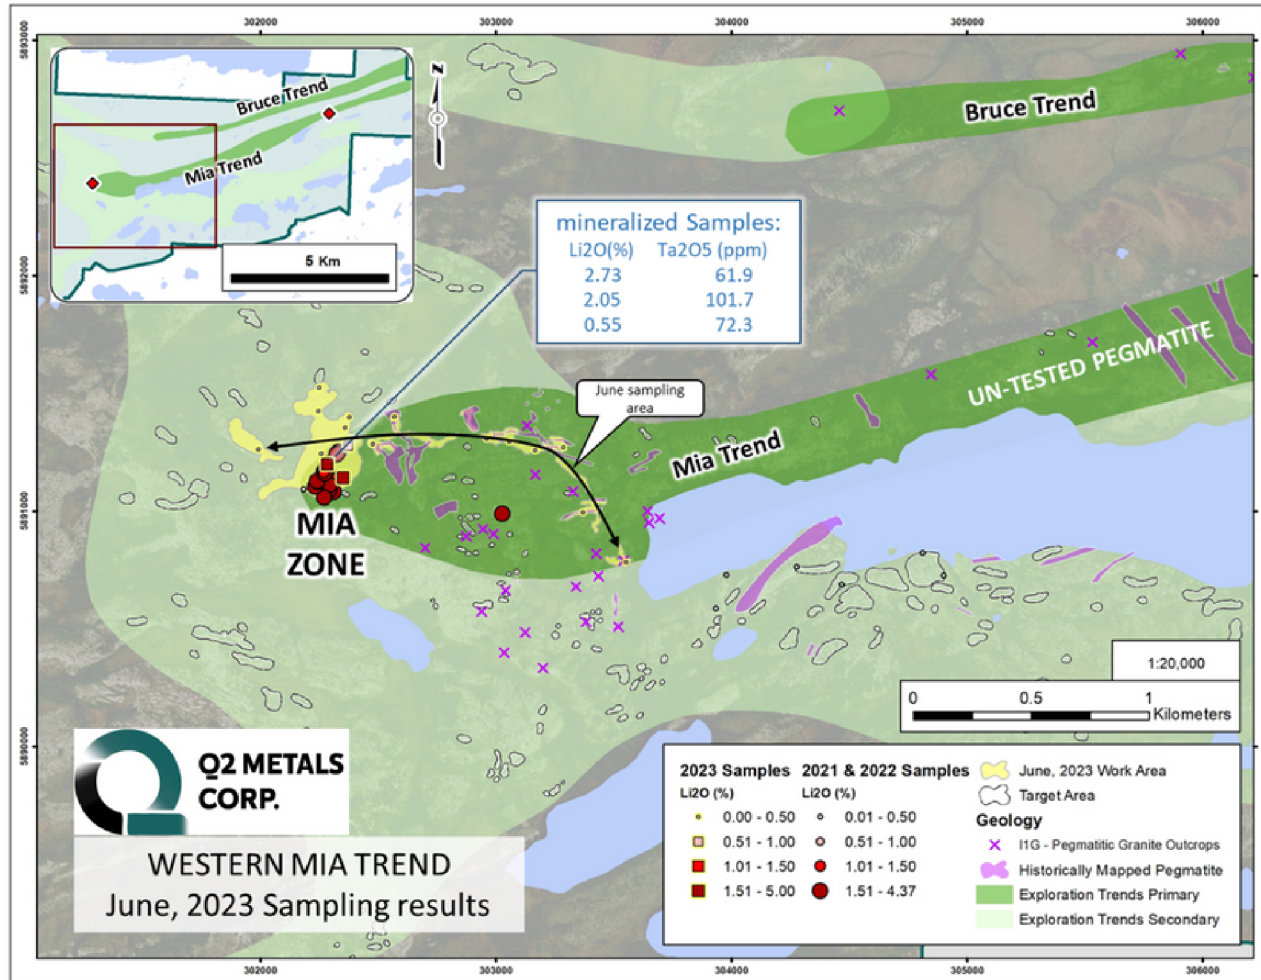 302000 303000 304000 305000 306000
5893000
5892000
5891000
5890000
Bruce Trend
Mia Trend
5 Km
N
Bruce Trend
mineralized Samples:
Li2O(%) Ta2O5 (ppm)
2.73 61.9
2.05 101.7
0.55 72.3
June sampling
area
UN-TESTED PEGMATITE
Mia Trend
MIA
ZONE
1:20,000
0 0.5 1
Kilometers
Q2 METALS
CORP.
WESTERN MIA TREND
June, 2023 Sampling results
2023 Samples 2021 & 2022 Samples
Li2O (%) Li2O (%)
0.00 - 0.50 0.01 - 0.50
0.51 - 1.00 0.51 - 1.00
1.01 - 1.50 1.01 - 1.50
1.51 - 5.00 1.51 - 4.37
June, 2023 Work Area
Target Area
Geology
I1G - Pegmatitic Granite Outcrops
Historically Mapped Pegmatite
Exploration Trends Primary
Exploration Trends Secondary
302000 303000 304000 305000 306000